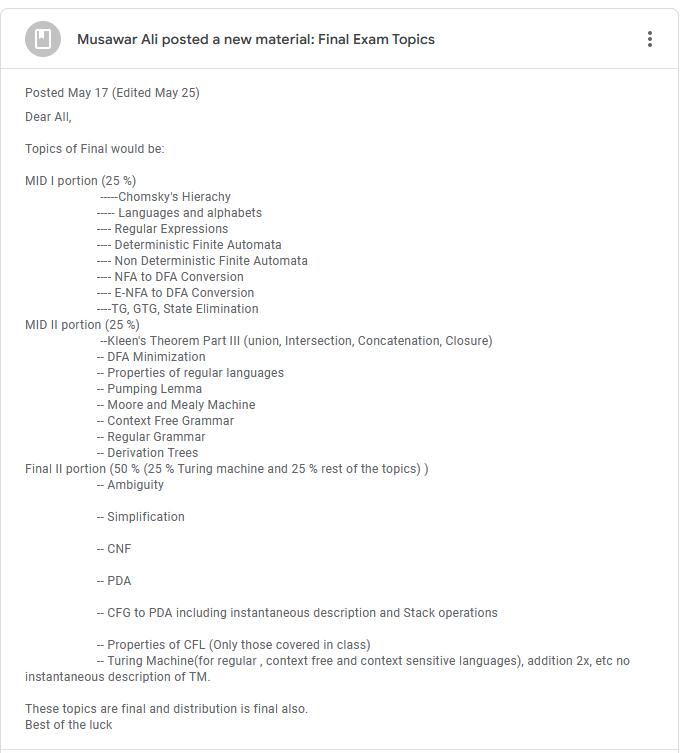 Musawar Ali posted a new material: Final Exam Topics
Posted May 17 (Edited May 25)
Dear All,
Topics of Final would be:
MID I portion (25 %)
-----Chomsky's Hierachy
----- Languages and alphabets
---- Regular Expressions
---- Deterministic Finite Automata
---- Non Deterministic Finite Automata
---- NFA to DFA Conversion
---- E-NFA to DFA Conversion
----TG, GTG, State Elimination
MID II portion (25 %)
--Kleen's Theorem Part III (union, Intersection, Concatenation, Closure)
-- DFA Minimization
-- Properties of regular languages
-- Pumping Lemma
-- Moore and Mealy Machine
-- Context Free Grammar
-- Regular Grammar
-- Derivation Trees
Final II portion (50 % (25 % Turing machine and 25 % rest of the topics) )
-- Ambiguity
-- Simplification
-- CNF
-- PDA
-- CFG to PDA including instantaneous description and Stack operations
-- Properties of CFL (Only those covered in class)
-- Turing Machine(for regular , context free and context sensitive languages), addition 2x, etc no
instantaneous description of TM.
These topics are final and distribution is final also.
Best of the luck